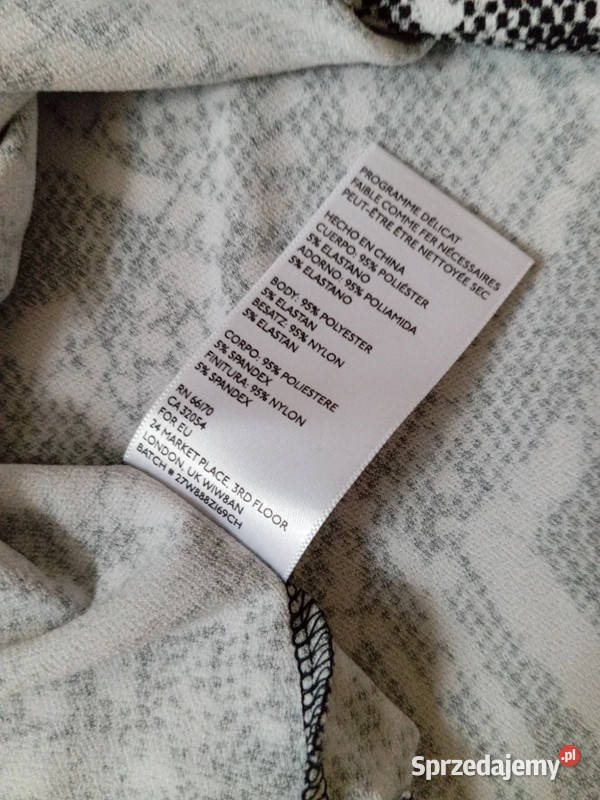 PROGRAMME DÉLICAT
FAIBLE COMME FER NÉCESSAIRES
PEUT-ÊTRE ÊTRE NETTOYÉE SEC
HECHO EN CHINA
CUERPO: 95% POLIÉSTER
5% ELASTANO
ADORNO: 95% POLIAMIDA
5% ELASTANO
BODY: 95% POLYESTER
5% ELASTAN
BESATZ: 95% NYLON
5% ELASTAN
CORPO: 95% POLIESTERE
5% SPANDEX
FINITURA: 95% NYLON
5% SPANDEX
RN 66170
CA 32054
FOR EU
24 MARKET PLACE, 3RD FLOOR
LONDON, UK W1W8AN
BATCH # 27W888Z169CH
Sprzedajemy.pl